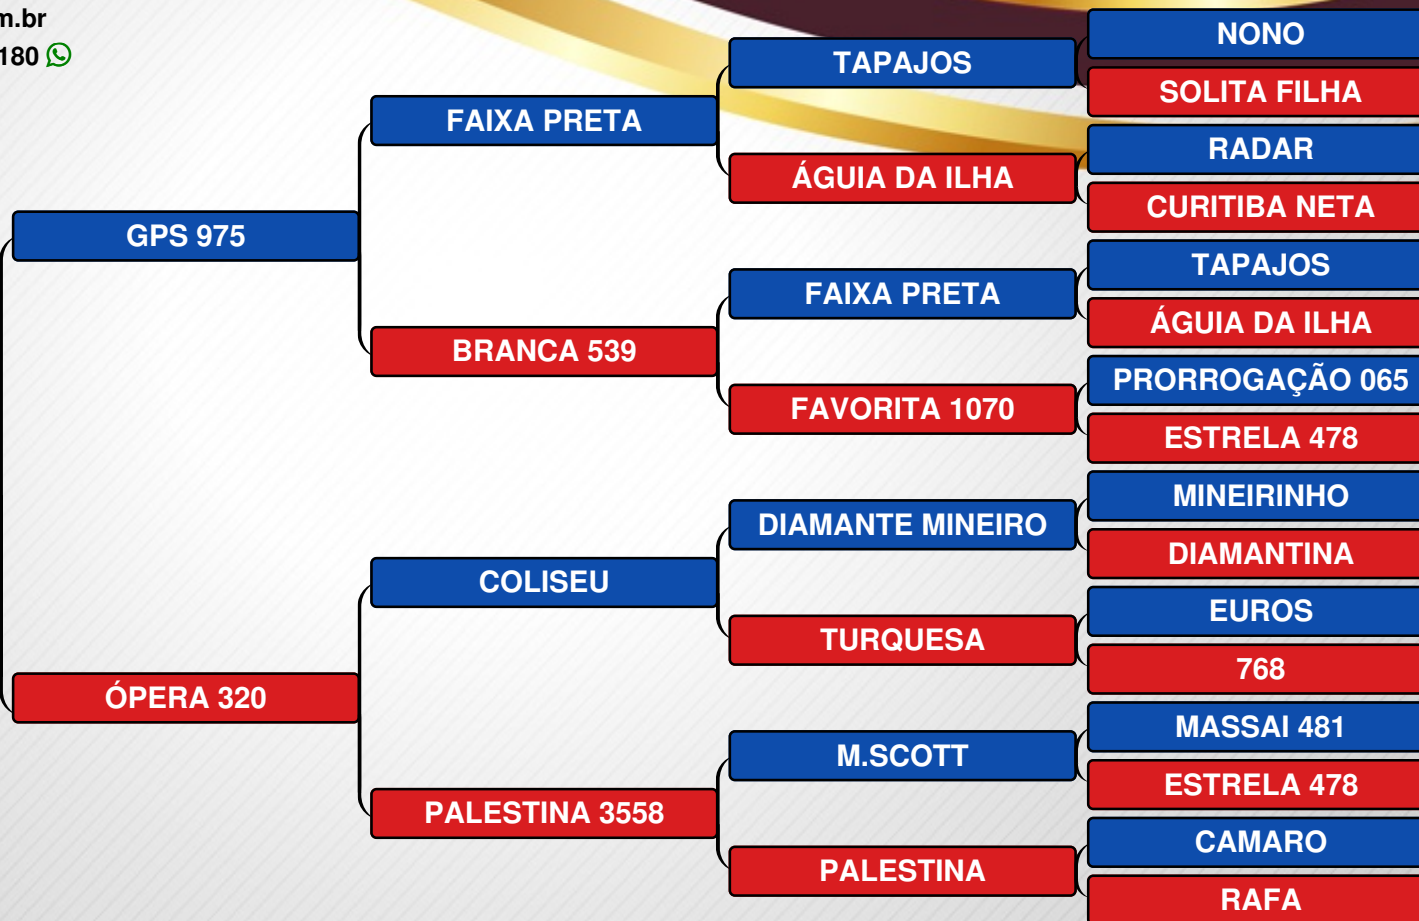 m.br
180
NONO
TAPAJOS
SOLITA FILHA
FAIXA PRETA
RADAR
ÁGUIA DA ILHA
CURITIBA NETA
GPS 975
TAPAJOS
FAIXA PRETA
ÁGUIA DA ILHA
BRANCA 539
PRORROGAÇÃO 065
FAVORITA 1070
ESTRELA 478
MINEIRINHO
DIAMANTE MINEIRO
DIAMANTINA
COLISEU
EUROS
TURQUESA
768
ÓPERA 320
MASSAI 481
M.SCOTT
ESTRELA 478
PALESTINA 3558
CAMARO
PALESTINA
RAFA